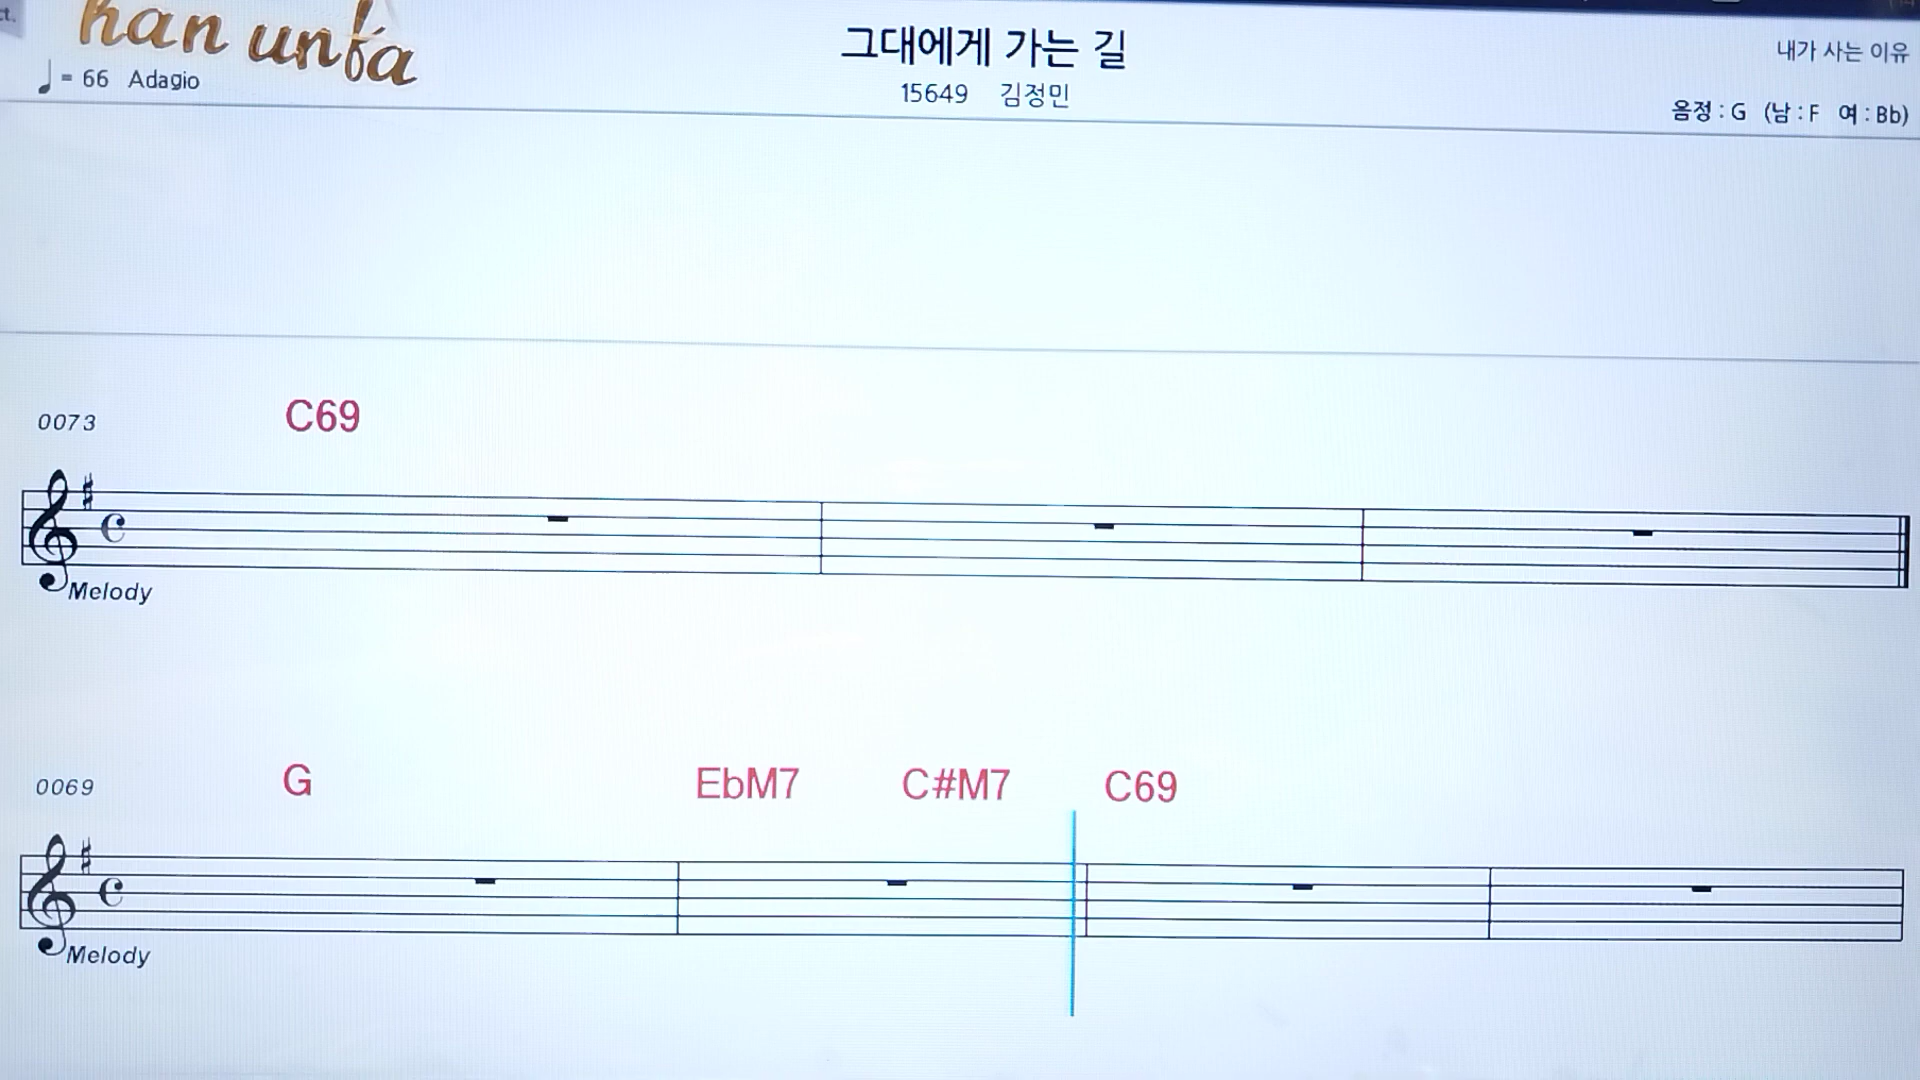 han unfa
♩ = 66 Adagio
그대에게 가는 길
15649 김정민
내가 사는 이유
음정 : G (남 : F 여 : Bb)
0073 C69
Melody
0069 G EbM7 C#M7 C69
Melody